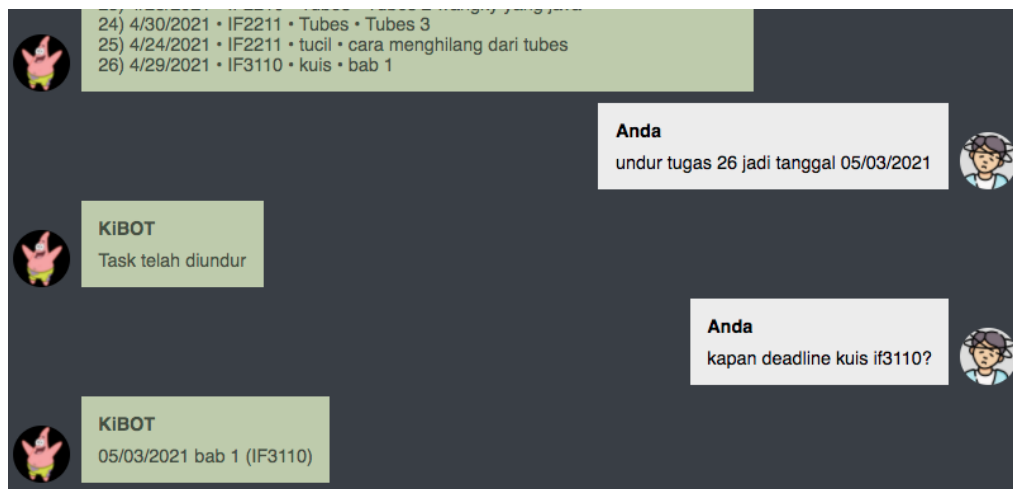 24) 4/30/2021 • IF2211 • Tubes • Tubes 3
25) 4/24/2021 • IF2211 • tucil • cara menghilang dari tubes
26) 4/29/2021 • IF3110 • kuis • bab 1
Anda
undur tugas 26 jadi tanggal 05/03/2021
KiBOT
Task telah diundur
Anda
kapan deadline kuis if3110?
KiBOT
05/03/2021 bab 1 (IF3110)